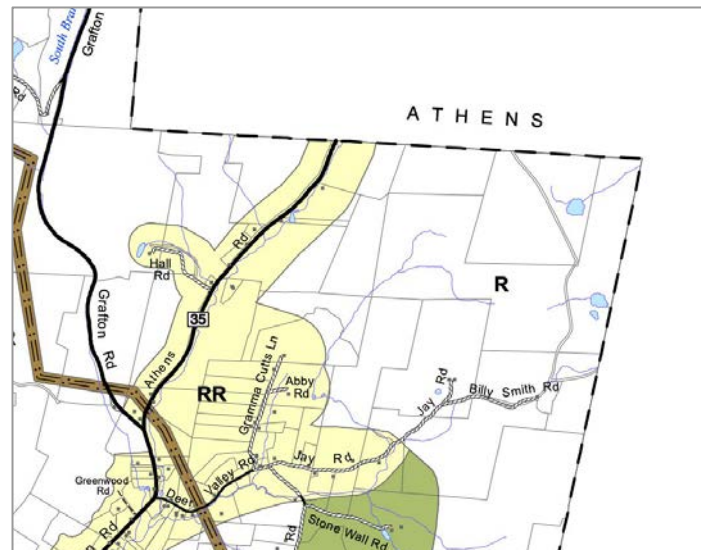 South Bra
Grafton
Rd
ATHENS
Hall
Rd
Rd
R
35
Grafton Rd
Athens
RR
Gramma Cutts Ln
Abby
Rd
Jay Rd
Billy Smith Rd
Jay Rd
Greenwood
Rd
Deer Valley Rd
Rd
Rd
Stone Wall Rd